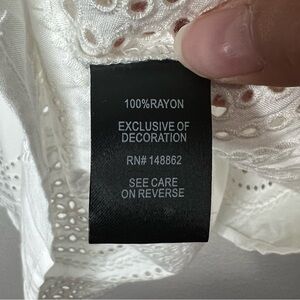 100%RAYON
EXCLUSIVE OF
DECORATION
RN# 148862
SEE CARE
ON REVERSE